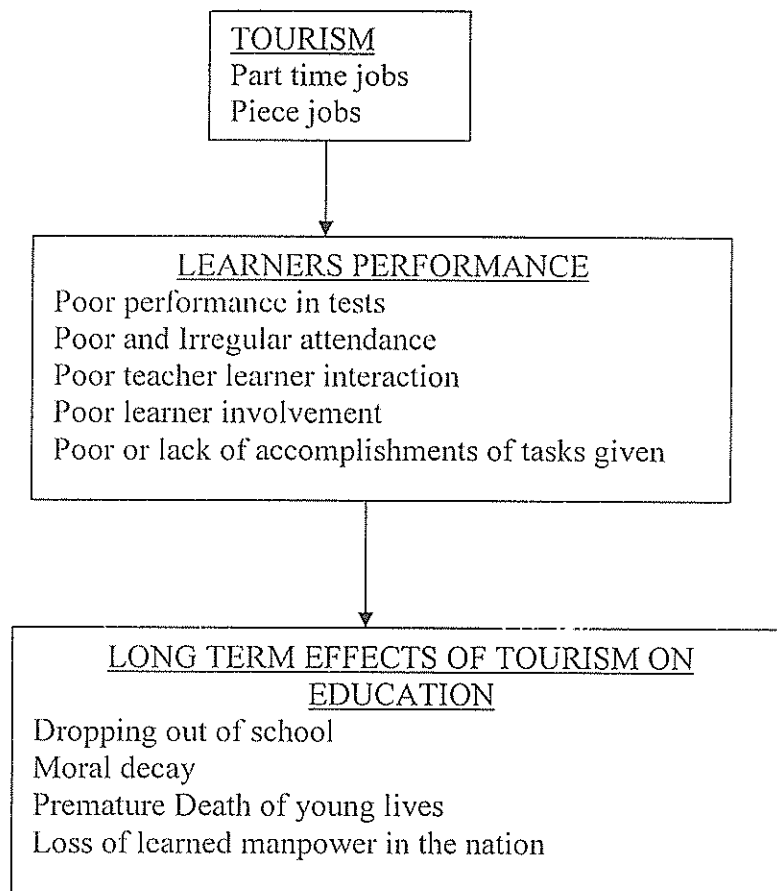 TOURISM
Part time jobs
Piece jobs
LEARNERS PERFORMANCE
Poor performance in tests
Poor and Irregular attendance
Poor teacher learner interaction
Poor learner involvement
Poor or lack of accomplishments of tasks given
LONG TERM EFFECTS OF TOURISM ON
EDUCATION
Dropping out of school
Moral decay
Premature Death of young lives
Loss of learned manpower in the nation